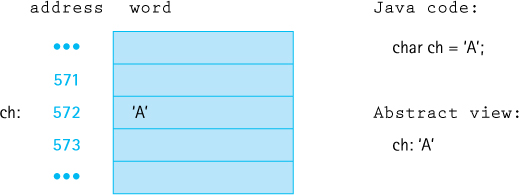 address word Java code:
••• char ch = ‘A’;
571
ch: 572 ‘A’ Abstract view:
573 ch: ‘A’
•••